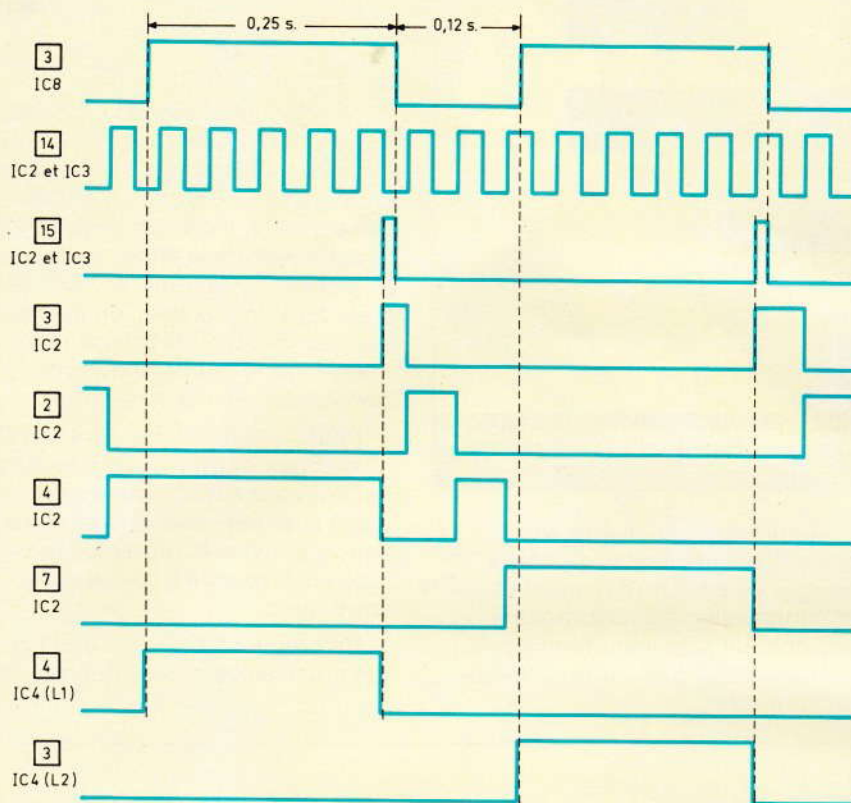 0,25 s.
0,12 s.
3
IC8
14
IC2 et IC3
15
IC2 et IC3
3
IC2
2
IC2
4
IC2
7
IC2
4
IC4 (L1)
3
IC4 (L2)